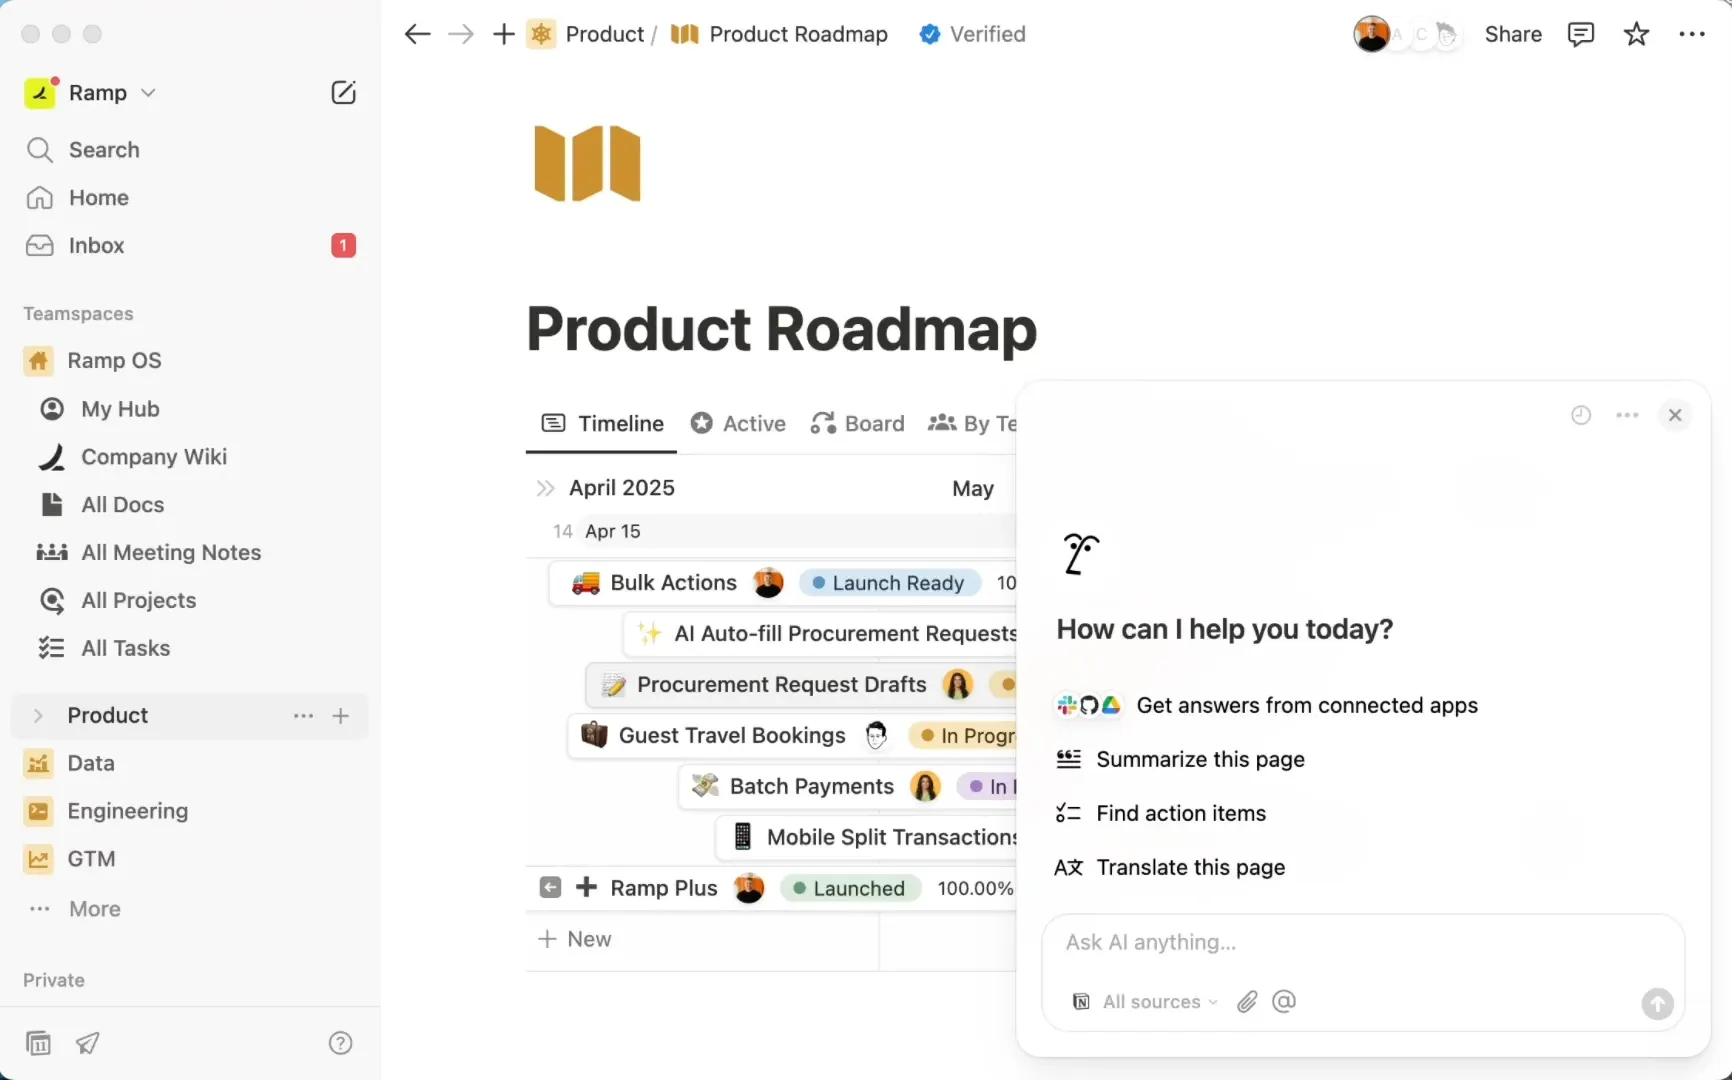 Product / Product Roadmap Verified
A C Share
Ramp
Search
Home
Inbox 1
Teamspaces
Ramp OS
My Hub
Company Wiki
All Docs
All Meeting Notes
All Projects
All Tasks
Product
Data
Engineering
GTM
More
Private
11
Product Roadmap
Timeline Active Board By Te
April 2025 May
14 Apr 15
Bulk Actions Launch Ready 10
AI Auto-fill Procurement Requests
Procurement Request Drafts
Guest Travel Bookings In Progr
Batch Payments In
Mobile Split Transactions
Ramp Plus Launched 100.00%
New
How can I help you today?
Get answers from connected apps
Summarize this page
Find action items
A文 Translate this page
Ask AI anything...
All sources